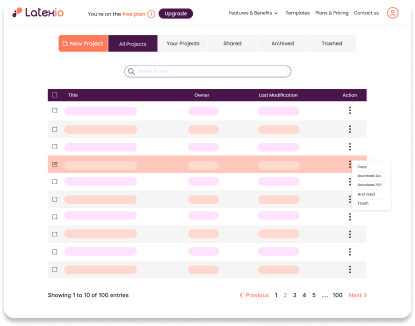 Latexio
You're on the free plan
Upgrade
Features & Benefits
Templates
Plans & Pricing
Contact us
New Project
All Projects
Your Projects
Shared
Archived
Trashed
Search Project
Title
Owner
Last Modification
Action
Copy
Download Zip
Download PDF
Archived
Trash
Showing 1 to 10 of 100 entries
< Previous 1 2 3 4 5 .... 100 Next >